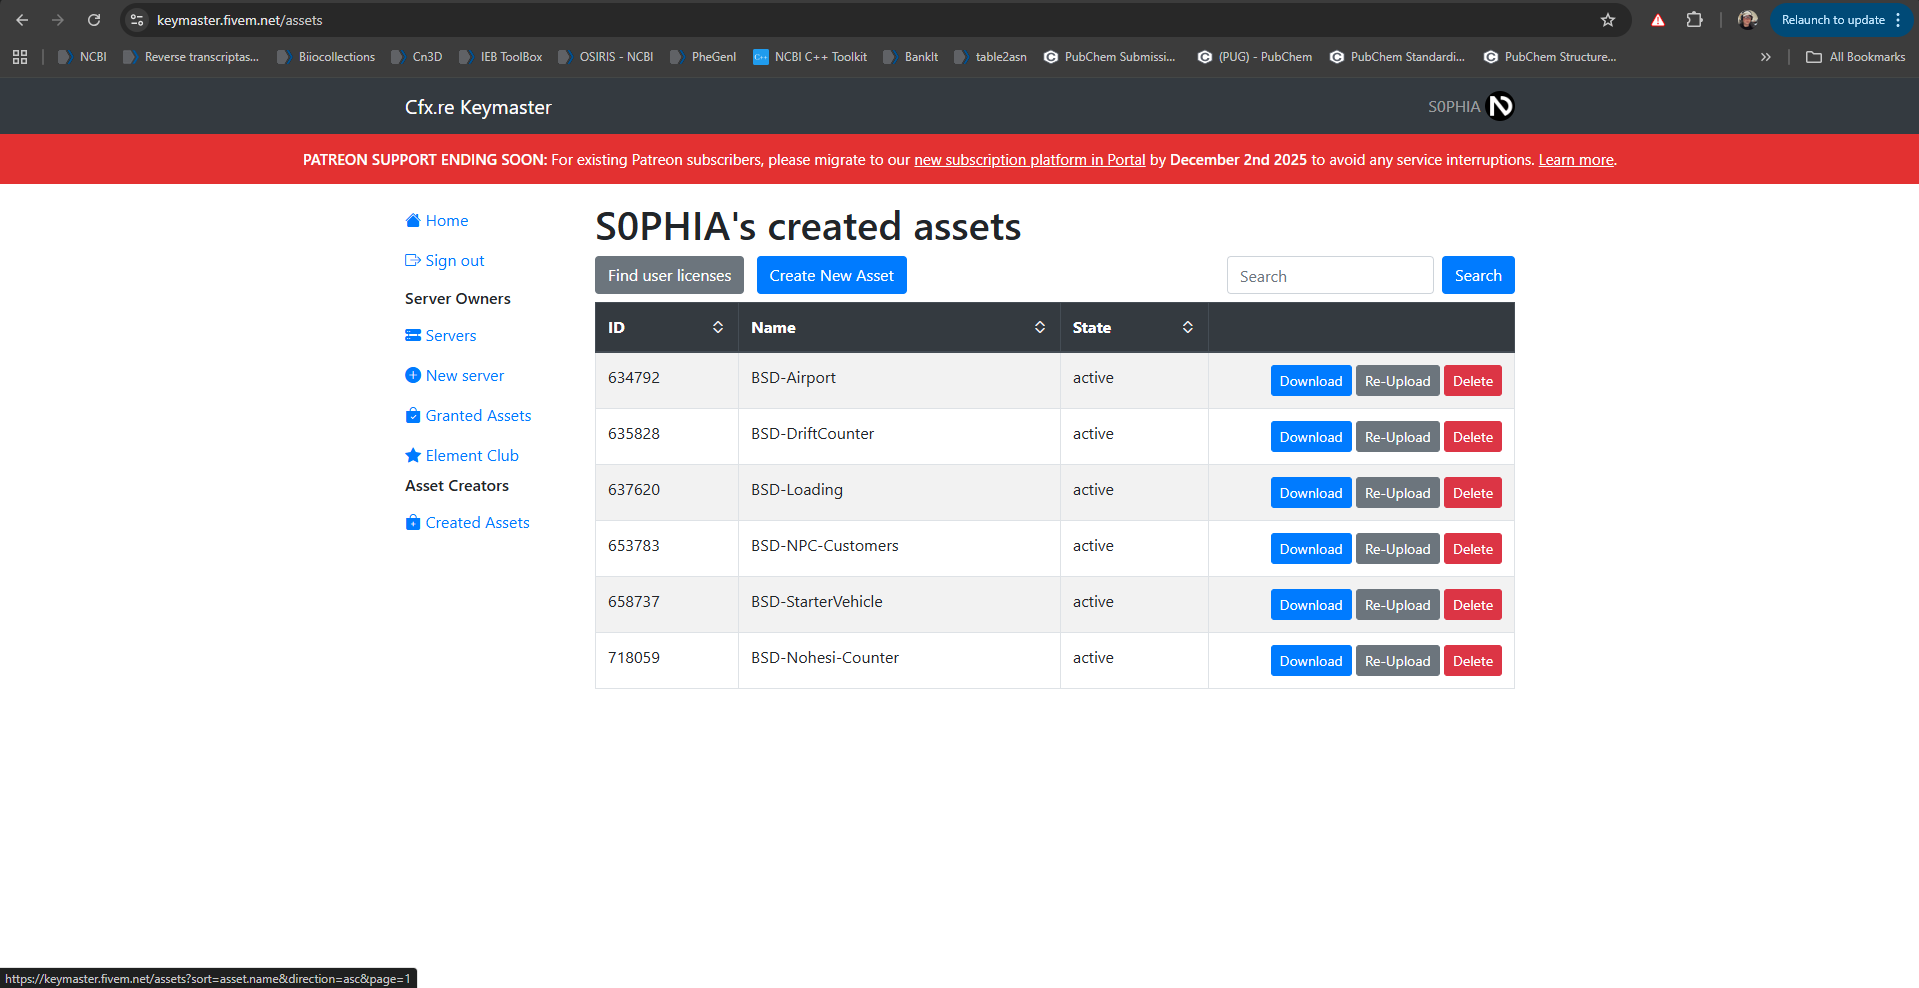 keymaster.fivem.net/assets
Relaunch to update
NCBI
Reverse transcriptas...
Biiocollections
Cn3D
IEB ToolBox
OSIRIS - NCBI
PheGenI
C++
NCBI C++ Toolkit
BankIt
table2asn
PubChem Submissi...
(PUG) - PubChem
PubChem Standardi...
PubChem Structure...
All Bookmarks
Cfx.re Keymaster
S0PHIA
PATREON SUPPORT ENDING SOON: For existing Patreon subscribers, please migrate to our new subscription platform in Portal by December 2nd 2025 to avoid any service interruptions. Learn more.
Home
Sign out
Server Owners
Servers
New server
Granted Assets
Element Club
Asset Creators
Created Assets
S0PHIA's created assets
Find user licenses
Create New Asset
Search
Search
ID Name State
634792 BSD-Airport active Download Re-Upload Delete
635828 BSD-DriftCounter active Download Re-Upload Delete
637620 BSD-Loading active Download Re-Upload Delete
653783 BSD-NPC-Customers active Download Re-Upload Delete
658737 BSD-StarterVehicle active Download Re-Upload Delete
718059 BSD-Nohesi-Counter active Download Re-Upload Delete
https://keymaster.fivem.net/assets?sort=asset.name&direction=asc&page=1